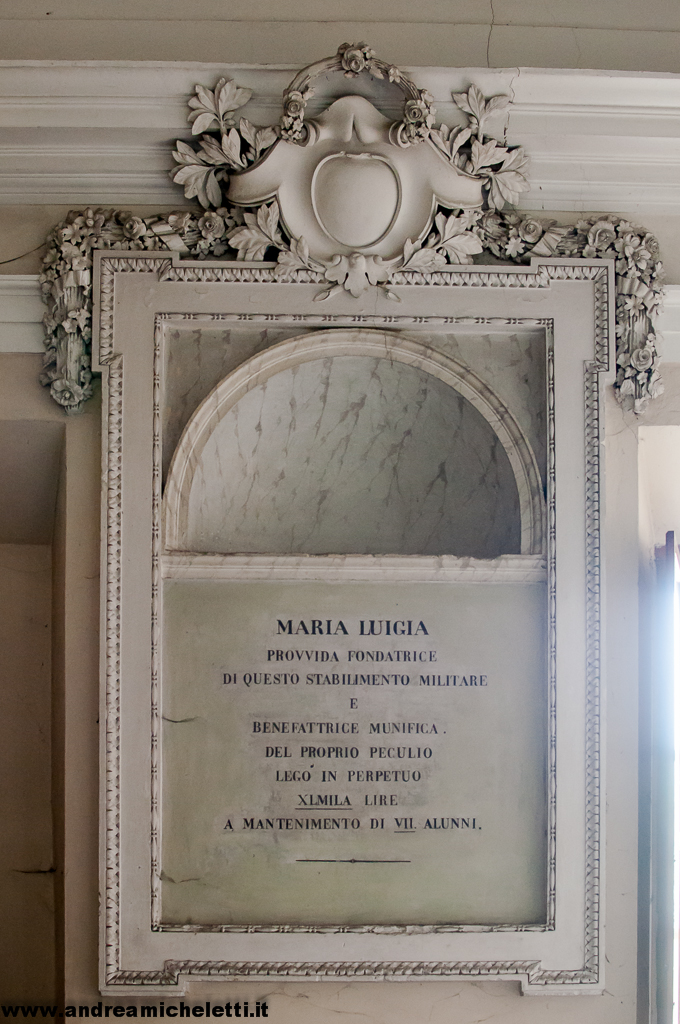 MARIA LUIGIA
PROVVIDA FONDATRICE
DI QUESTO STABILIMENTO MILITARE
E
BENEFATTRICE MUNIFICA.
DEL PROPRIO PECULIO
LEGO' IN PERPETUO
XLMILA LIRE
A MANTENIMENTO DI VII. ALUNNI.
www.andreamicheletti.it